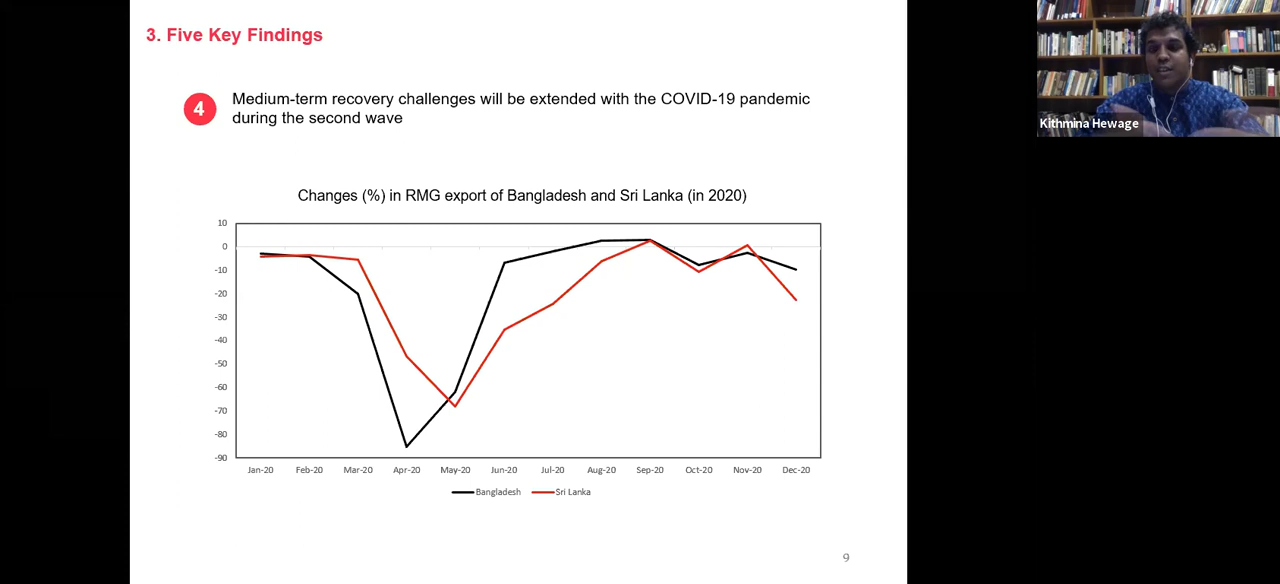 3. Five Key Findings
4
Medium-term recovery challenges will be extended with the COVID-19 pandemic
during the second wave
Kithmina Hewage
Changes (%) in RMG export of Bangladesh and Sri Lanka (in 2020)
10
0
-10
-20
-30
-40
-50
-60
-70
-80
-90
Jan-20 Feb-20 Mar-20 Apr-20 May-20 Jun-20 Jul-20 Aug-20 Sep-20 Oct-20 Nov-20 Dec-20
Bangladesh Sri Lanka
9